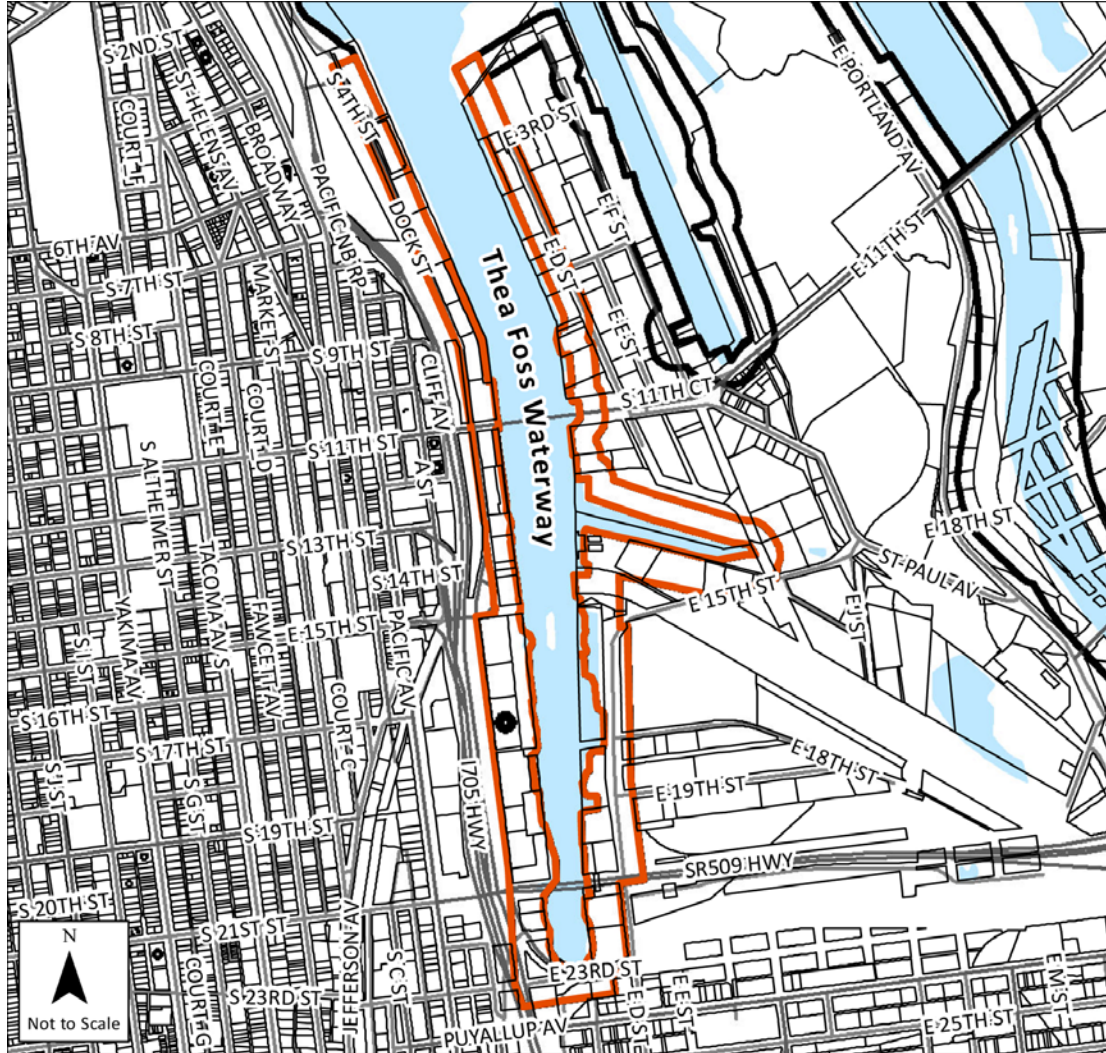 S 2ND ST
ST HELENS AV
COURT F
BROADWAY
S 4TH ST
PACIFIC NB RP
DOCK ST
6TH AV
S 7TH ST
MARKET ST
S 8TH ST
S 9TH ST
COURT E
COURT D
CLIFF AV
S 11TH ST
A ST
S ALTHEIMER ST
S 13TH ST
S 14TH ST
TACOMA AV S
FAWCETT AV
PACIFIC AV
E 15TH ST
YAKIMA AV
S I ST
S 16TH ST
COURT C
S 17TH ST
S J ST
S G ST
I705 HWY
S 19TH ST
S 20TH ST
S 21ST ST
JEFFERSON AV
S C ST
COURT G
S 23RD ST
PUYALLUP AV
Thea Foss Waterway
E 3RD ST
E F ST
E D ST
E E ST
E PORTLAND AV
E 11TH ST
S 11TH CT
E 18TH ST
ST PAUL AV
E J ST
E 15TH ST
E 18TH ST
E 19TH ST
SR509 HWY
E 23RD ST
E D ST
E E ST
E 25TH ST
N
Not to Scale